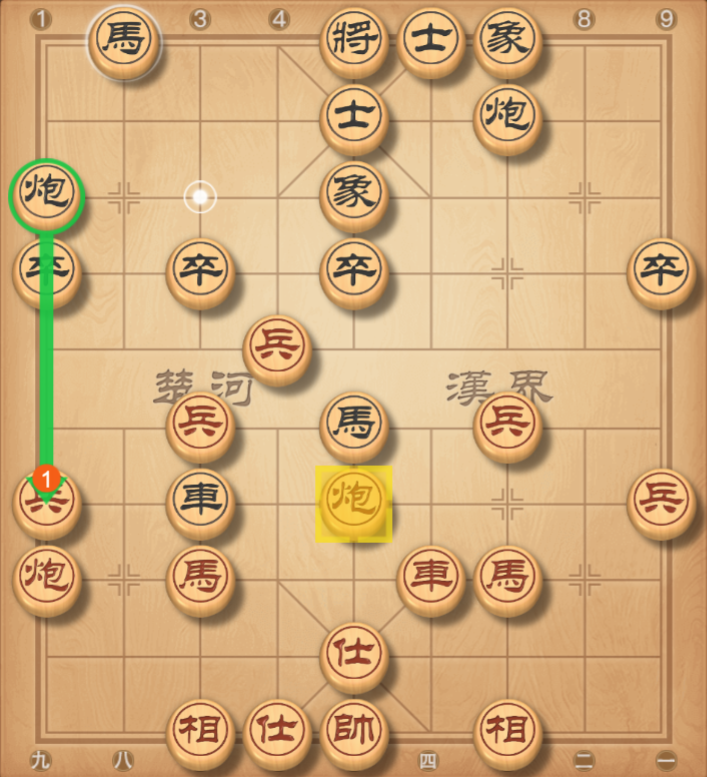 1 3 4 8 9
馬 將 士 象
士 炮
炮 象
卒 卒 卒 卒
兵
楚河 漢界
兵 馬 兵
1
兵 車 炮 兵
炮 馬 車 馬
仕
相 仕 帥 相
九 八 四 二 一